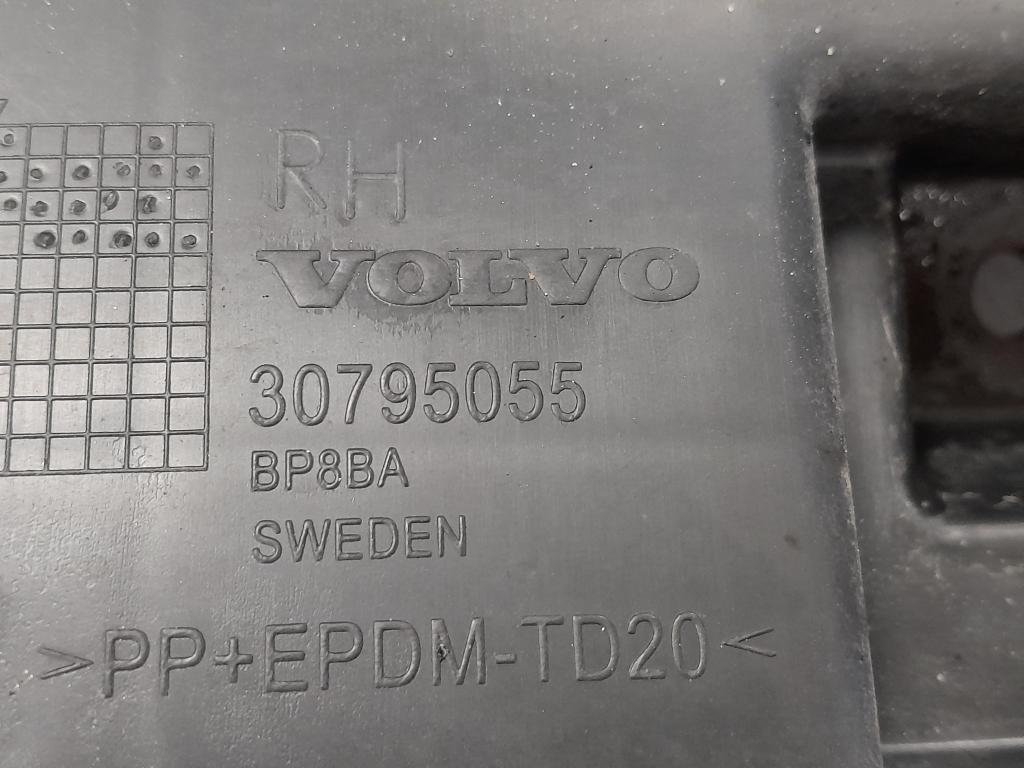 RH
VOLVO
30795055
BP8BA
SWEDEN
>PP+EPDM-TD20<